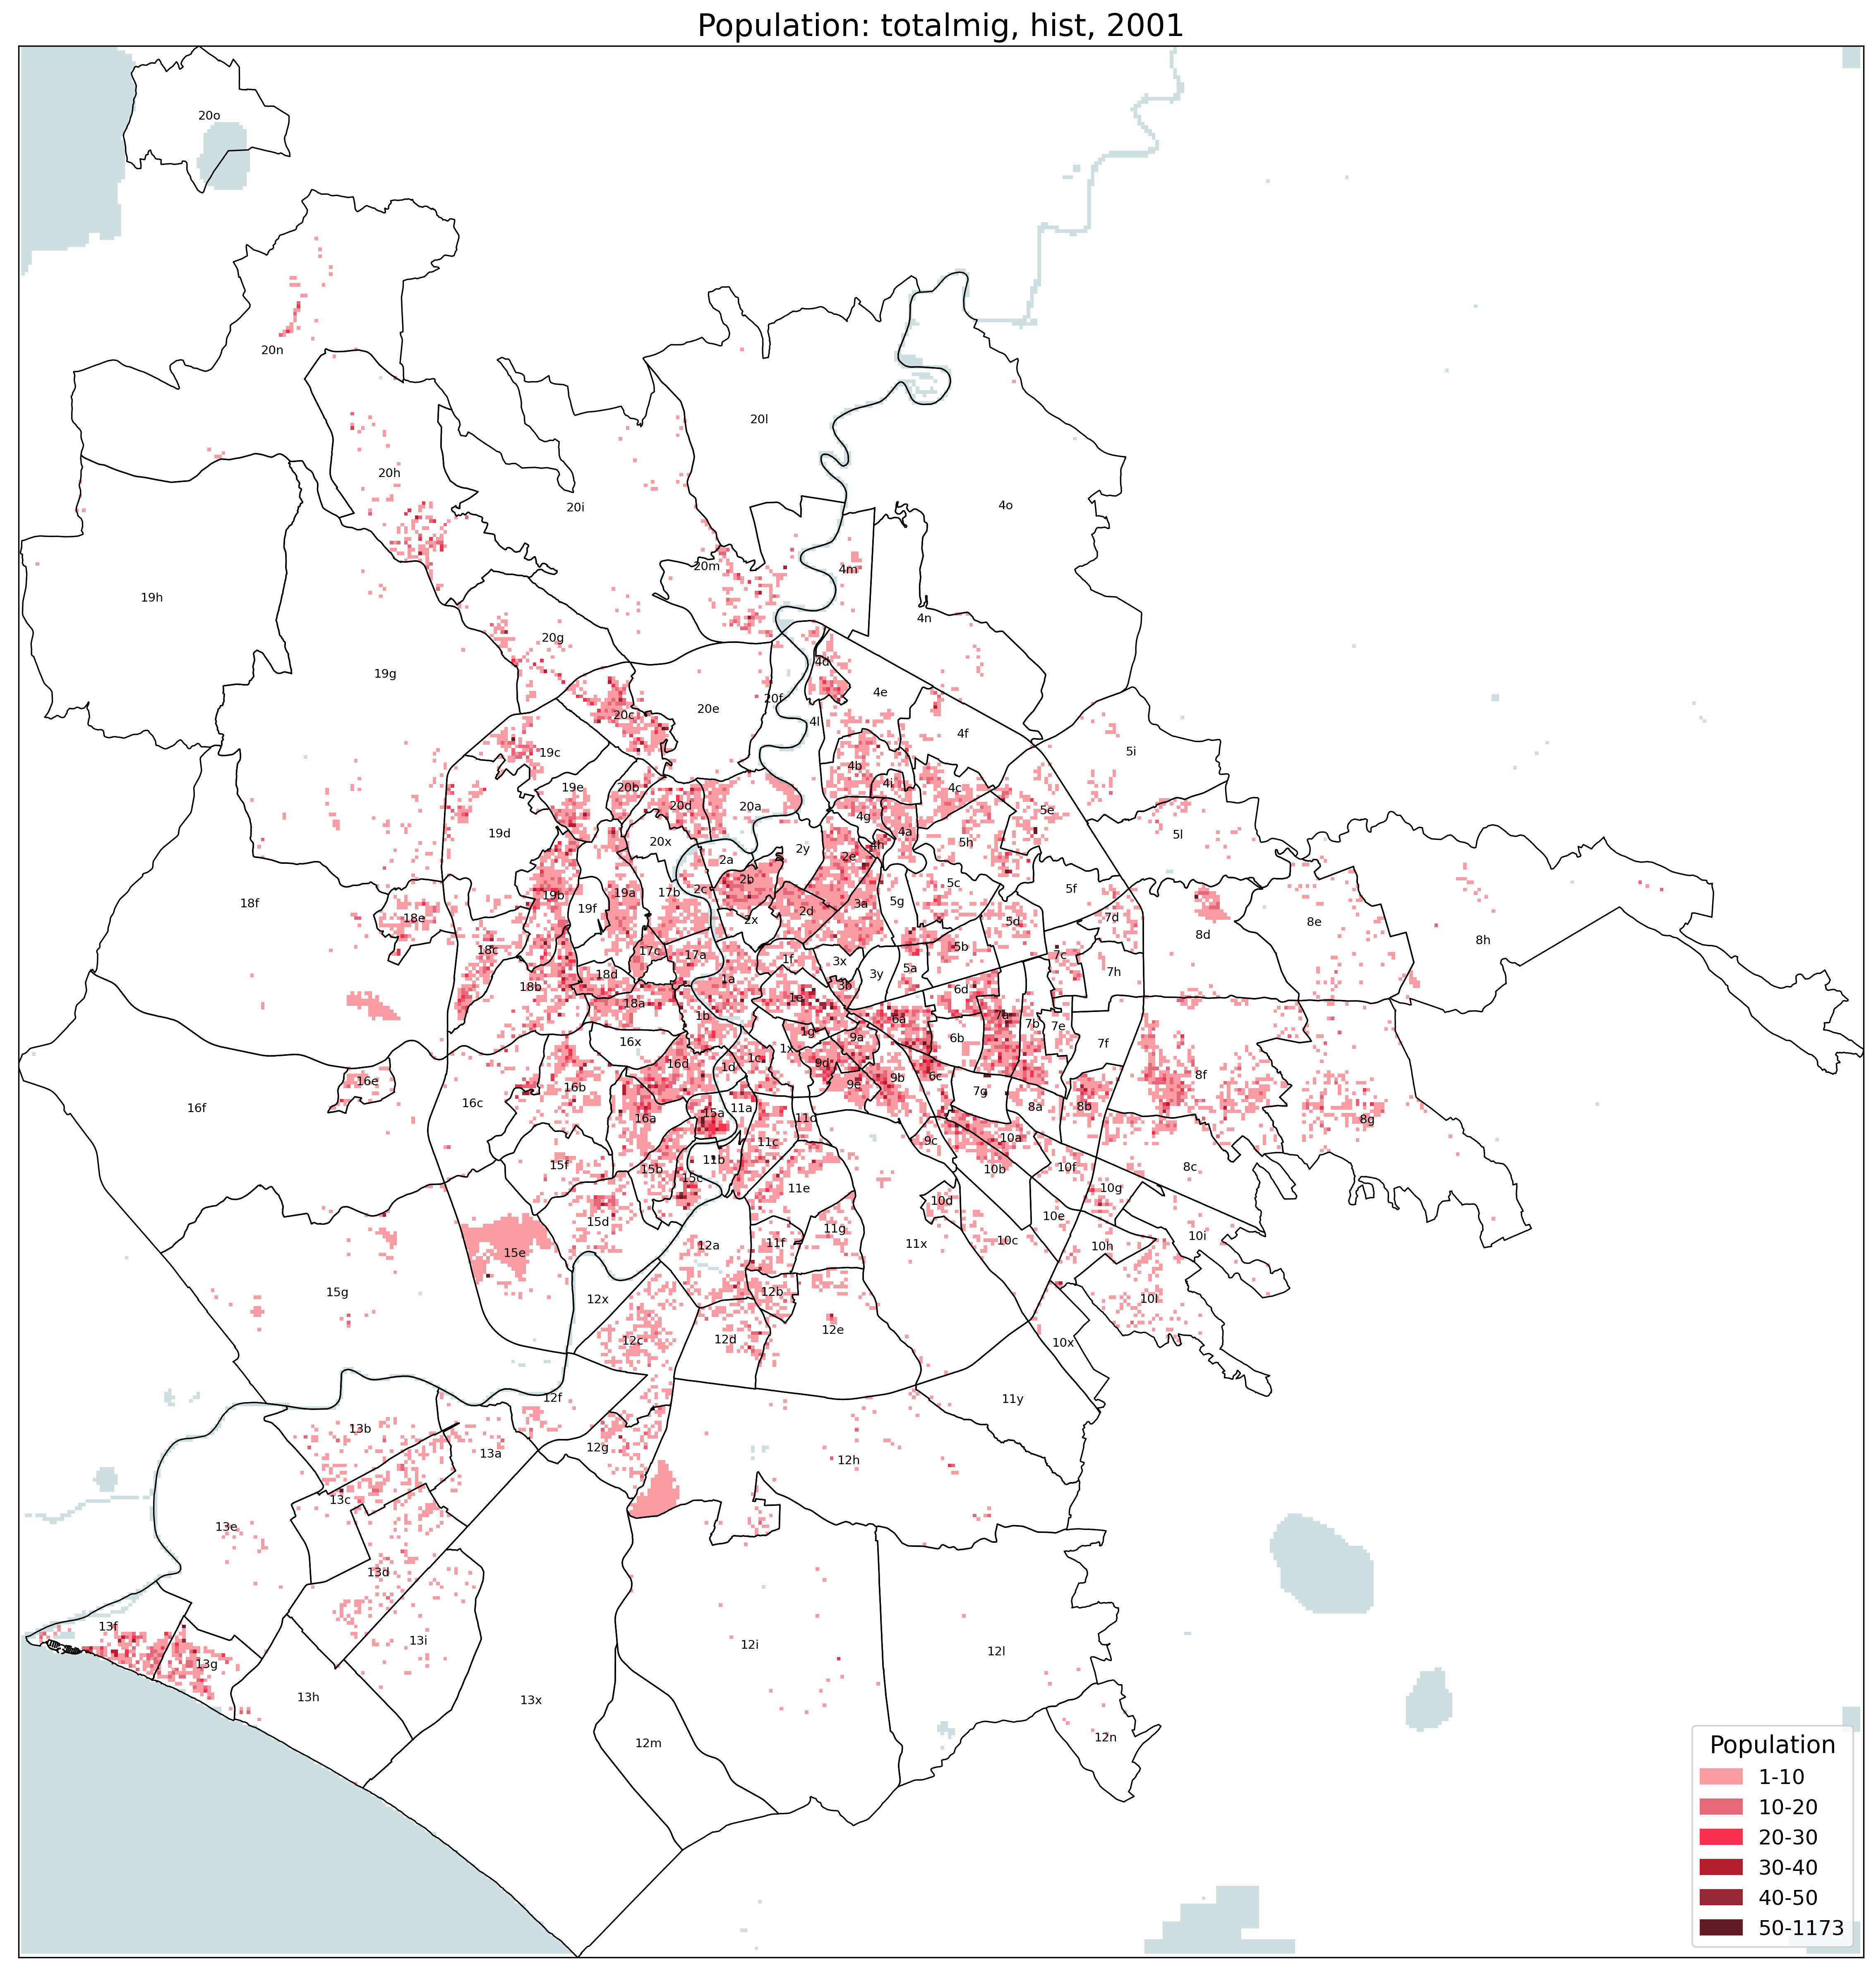 Population: totalmig, hist, 2001
20o
20n
20l
20h
20i
4o
20m
4m
19h
4n
20g
4d
19g
4e
20f
20e
20c
4l
4f
5i
19c
4b
4i
19e
20b
4c
20d
20a
5e
4g
19d
4a
5l
20x
4h
5h
2y
2a
2e
2b
5c
2c
5f
19b
19a
17b
18f
5g
3a
19f
2d
18e
7d
2x
5d
8e
8d
8h
5b
18c
17c
17a
7c
1f
3x
5a
7h
18d
3y
1a
18b
3b
6d
1e
18a
1b
7a
6a
7b
7e
1g
9a
6b
16x
7f
1x
1c
16d
9d
1d
8f
6c
9b
16e
9e
16b
7g
16c
16f
11a
8a
8b
15a
16a
11d
8g
10a
9c
11c
11b
15f
15b
10b
10f
8c
15c
11e
10g
10d
10e
15d
11g
10i
10c
11f
11x
12a
10h
15e
15g
12b
12x
10l
12e
12c
12d
10x
12f
11y
13b
12g
13a
12h
13c
13e
13d
13f
13i
12i
12l
13g
13h
13x
12n
12m
Population
1-10
10-20
20-30
30-40
40-50
50-1173